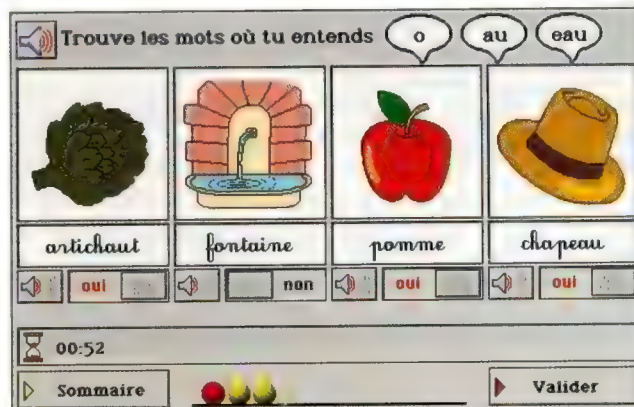 Trouve les mots où tu entends o au eau
artichaut fontaine pomme chapeau
oui non oui oui
00:52
Sommaire Valider